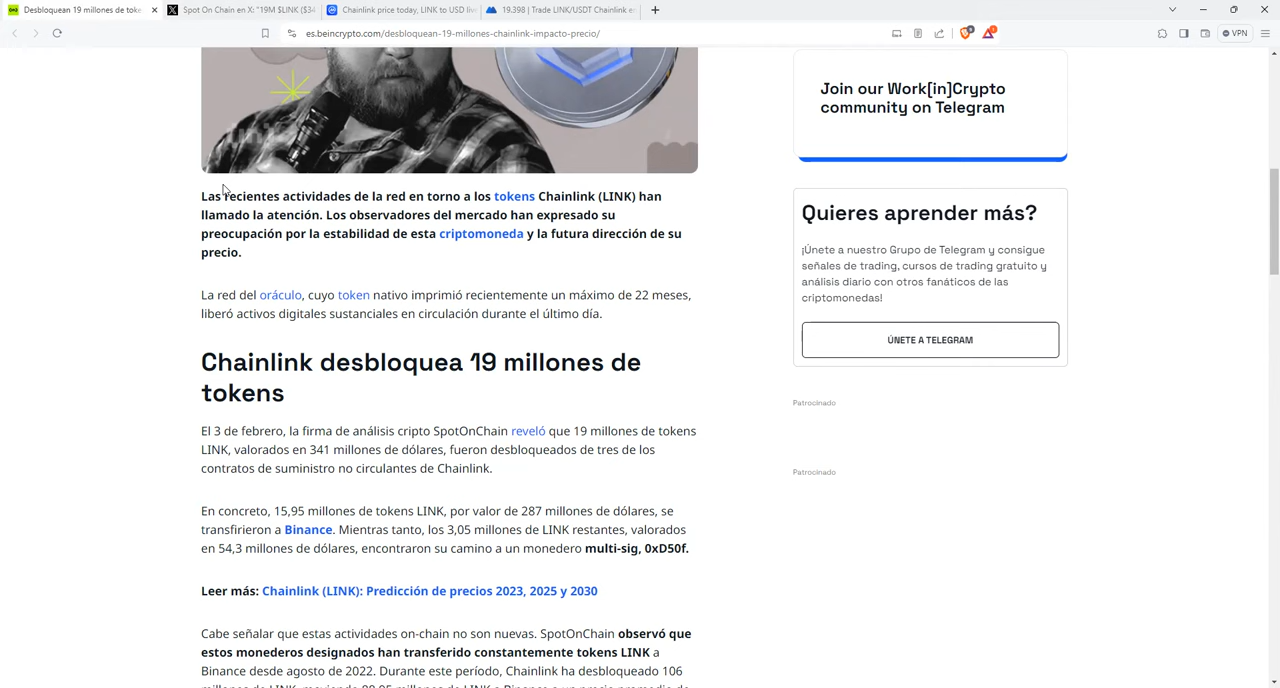 Desbloquean 19 millones de toke
Spot On Chain en X: "19M $LINK ($34
Chainlink price today, LINK to USD live
19.398 | Trade LINK/USDT Chainlink e
es.beincrypto.com/desbloquean-19-millones-chainlink-impacto-precio/
VPN
Las recientes actividades de la red en torno a los tokens Chainlink (LINK) han
llamado la atención. Los observadores del mercado han expresado su
preocupación por la estabilidad de esta criptomoneda y la futura dirección de su
precio.
La red del oráculo, cuyo token nativo imprimió recientemente un máximo de 22 meses,
liberó activos digitales sustanciales en circulación durante el último día.
Chainlink desbloquea 19 millones de
tokens
El 3 de febrero, la firma de análisis cripto SpotOnChain reveló que 19 millones de tokens
LINK, valorados en 341 millones de dólares, fueron desbloqueados de tres de los
contratos de suministro no circulantes de Chainlink.
En concreto, 15,95 millones de tokens LINK, por valor de 287 millones de dólares, se
transfirieron a Binance. Mientras tanto, los 3,05 millones de LINK restantes, valorados
en 54,3 millones de dólares, encontraron su camino a un monedero multi-sig, 0xD50f.
Leer más: Chainlink (LINK): Predicción de precios 2023, 2025 y 2030
Cabe señalar que estas actividades on-chain no son nuevas. SpotOnChain observó que
estos monederos designados han transferido constantemente tokens LINK a
Binance desde agosto de 2022. Durante este período, Chainlink ha desbloqueado 106
Join our Work[in]Crypto
community on Telegram
Quieres aprender más?
¡Únete a nuestro Grupo de Telegram y consigue
señales de trading, cursos de trading gratuito y
análisis diario con otros fanáticos de las
criptomonedas!
ÚNETE A TELEGRAM
Patrocinado
Patrocinado